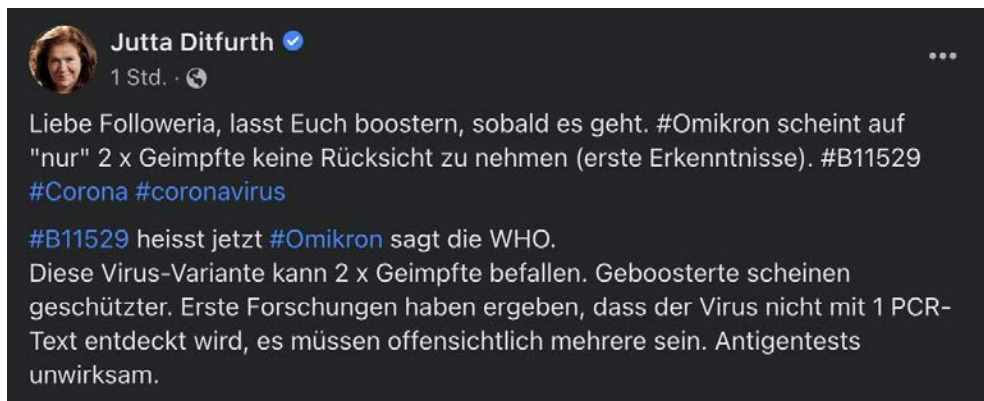 Jutta Ditfurth
1 Std. ·
Liebe Followeria, lasst Euch boostern, sobald es geht. #Omikron scheint auf
"nur" 2 x Geimpfte keine Rücksicht zu nehmen (erste Erkenntnisse). #B11529
#Corona #coronavirus
#B11529 heisst jetzt #Omikron sagt die WHO.
Diese Virus-Variante kann 2 x Geimpfte befallen. Geboosterte scheinen
geschützter. Erste Forschungen haben ergeben, dass der Virus nicht mit 1 PCR-
Text entdeckt wird, es müssen offensichtlich mehrere sein. Antigentests
unwirksam.